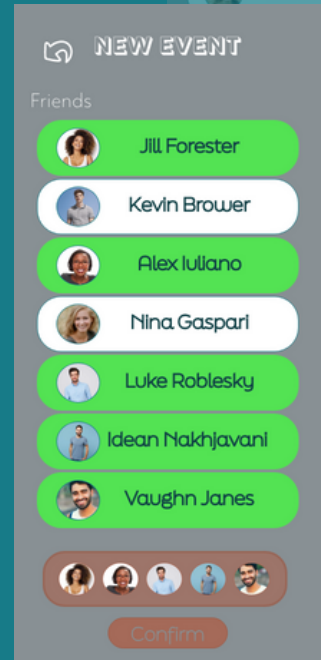 NEW EVENT
Friends
Jill Forester
Kevin Brower
Alex Iuliano
Nina Gaspari
Luke Roblesky
Idean Nakhjavani
Vaughn Janes
Confirm